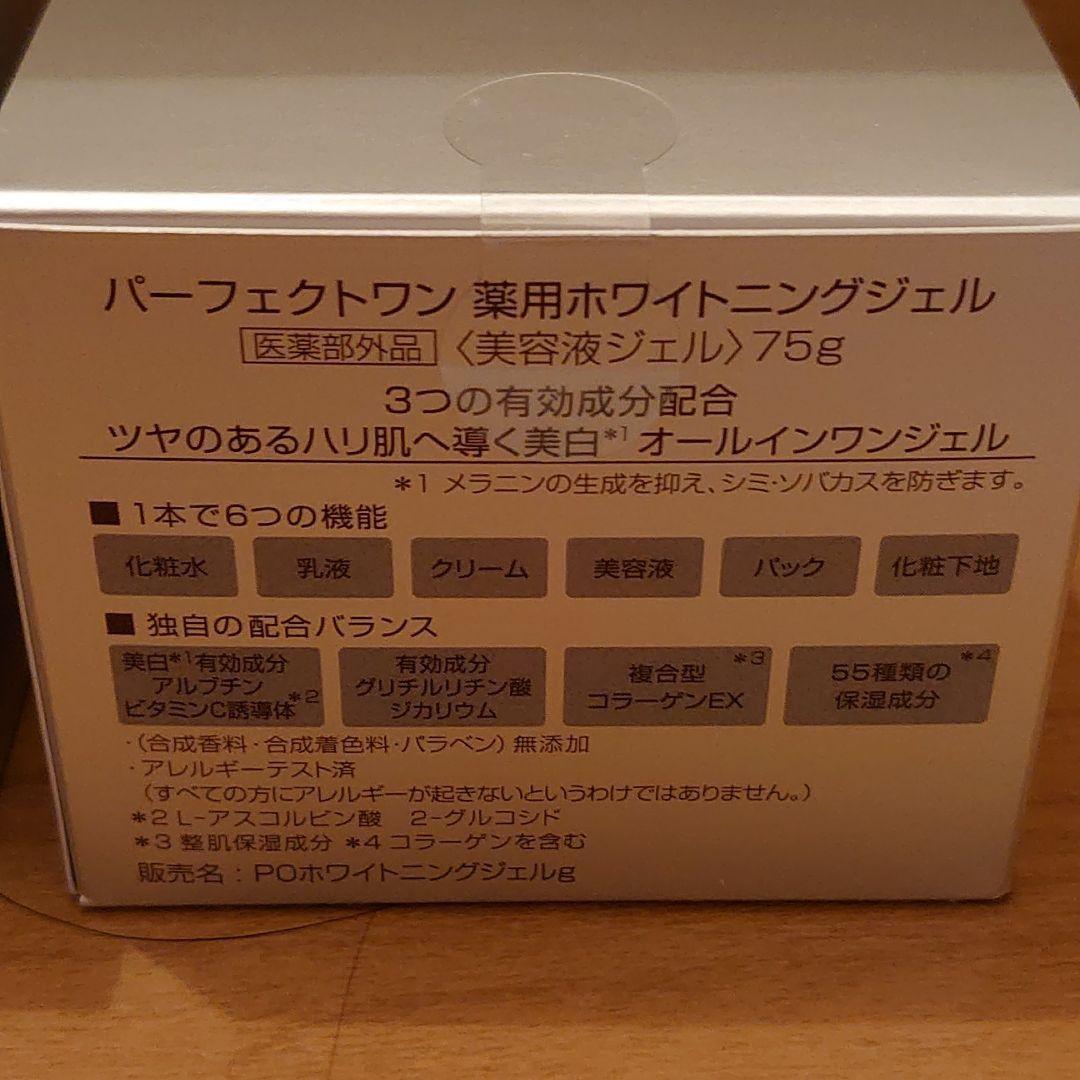 パーフェクトワン 薬用ホワイトニングジェル
医薬部外品 〈美容液ジェル〉75g
3つの有効成分配合
ツヤのあるハリ肌へ導く美白*1 オールインワンジェル
*1 メラニンの生成を抑え、シミ・ソバカスを防ぎます。
■ 1本で6つの機能
化粧水 乳液 クリーム 美容液 パック 化粧下地
■ 独自の配合バランス
美白*1有効成分
アルブチン
ビタミンC誘導体*2
有効成分
グリチルリチン酸
ジカリウム
複合型*3
コラーゲンEX
55種類の*4
保湿成分
・(合成香料・合成着色料・パラベン)無添加
・アレルギーテスト済
(すべての方にアレルギーが起きないというわけではありません。)
*2 L-アスコルビン酸 2-グルコシド
*3 整肌保湿成分 *4 コラーゲンを含む
販売名：POホワイトニングジェルg